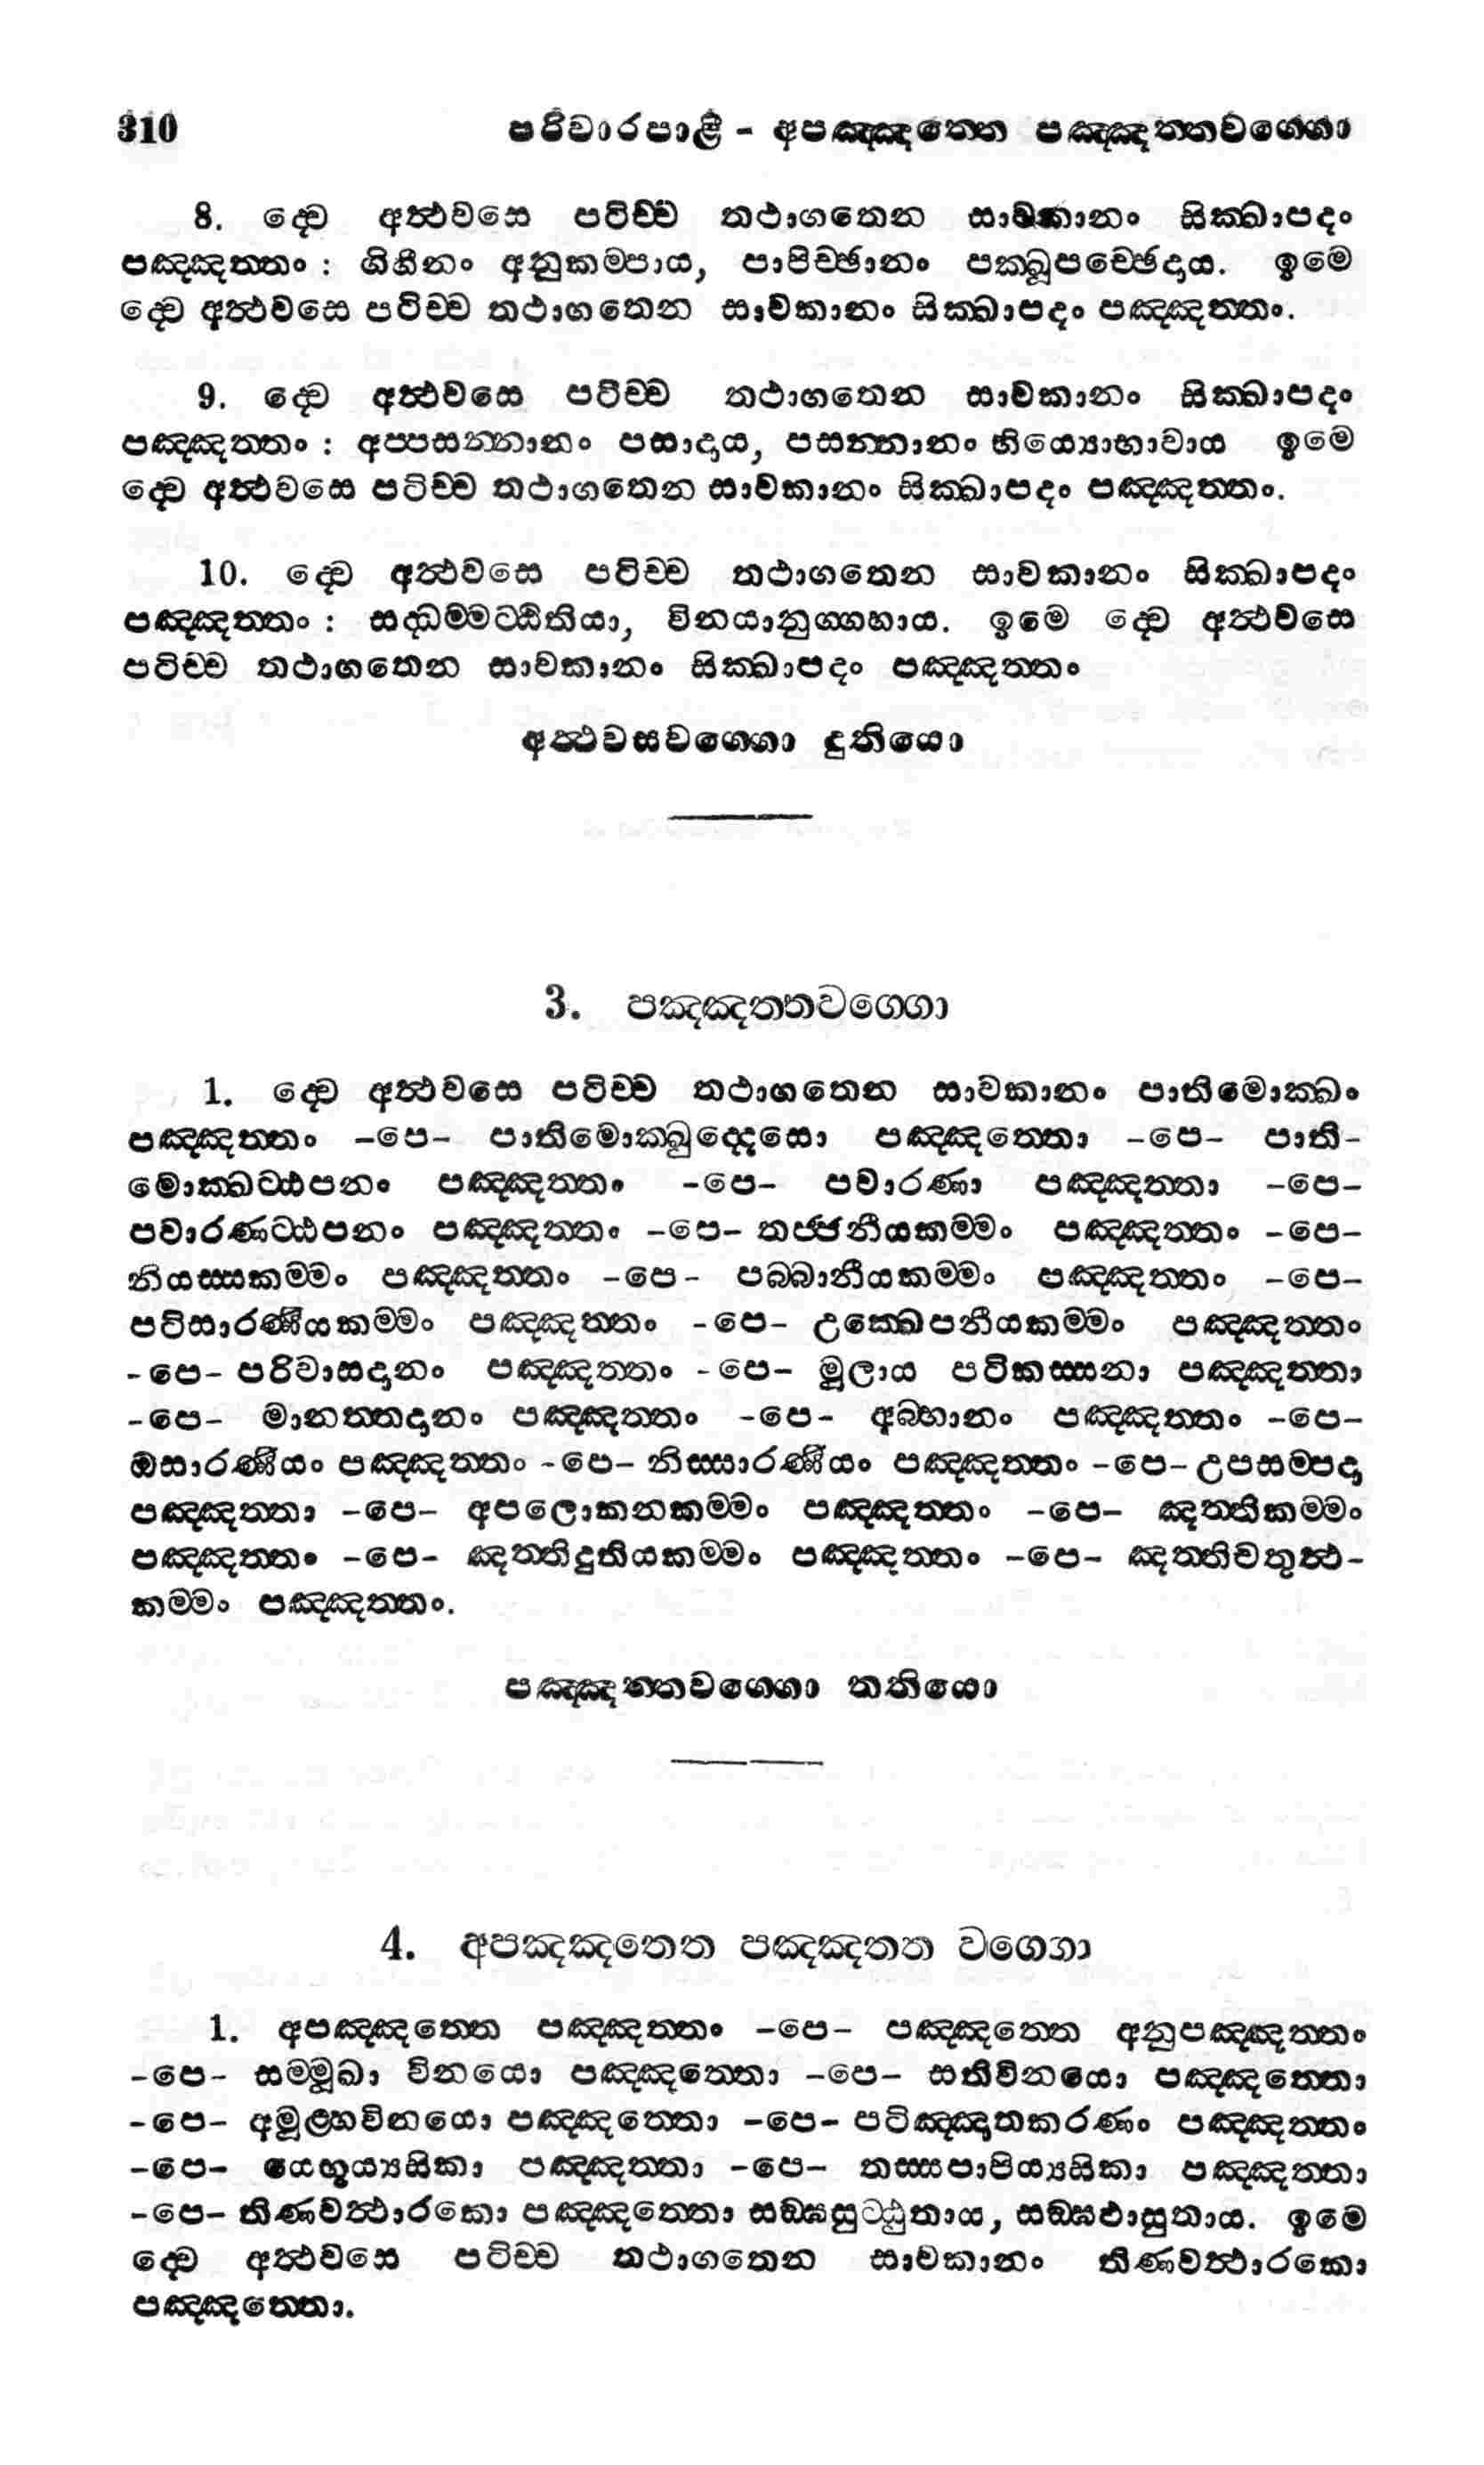 310 පරිවාරපාළි - අපඤ්ඤත්තෙ පඤ්ඤත්තවග්ගො
8. ද්වෙ අත්ථවසෙ පටිච්ච තථාගතෙන සාවකානං සික්ඛාපදං
පඤ්ඤත්තං : ගිහීනං අනුකම්පාය, පාපිච්ඡානං පක්ඛූපච්ඡෙදාය. ඉමෙ
ද්වෙ අත්ථවසෙ පටිච්ච තථාගතෙන සාවකානං සික්ඛාපදං පඤ්ඤත්තං.
9. ද්වෙ අත්ථවසෙ පටිච්ච තථාගතෙන සාවකානං සික්ඛාපදං
පඤ්ඤත්තං : අප්පසන්නානං පසාදාය, පසන්නානං භිය්‍යොභාවාය ඉමෙ
ද්වෙ අත්ථවසෙ පටිච්ච තථාගතෙන සාවකානං සික්ඛාපදං පඤ්ඤත්තං.
10. ද්වෙ අත්ථවසෙ පටිච්ච තථාගතෙන සාවකානං සික්ඛාපදං
පඤ්ඤත්තං : සද්ධම්මට්ඨිතියා, විනයානුග්ගහාය. ඉමෙ ද්වෙ අත්ථවසෙ
පටිච්ච තථාගතෙන සාවකානං සික්ඛාපදං පඤ්ඤත්තං
අත්ථවසවග්ගො දුතියො
3. පඤ්ඤත්තවග්ගො
1. ද්වෙ අත්ථවසෙ පටිච්ච තථාගතෙන සාවකානං පාතිමොක්ඛං
පඤ්ඤත්තං -පෙ- පාතිමොක්ඛුද්දෙසො පඤ්ඤත්තො -පෙ- පාති-
මොක්ඛට්ඨපනං පඤ්ඤත්තං -පෙ- පවාරණා පඤ්ඤත්තා -පෙ-
පවාරණට්ඨපනං පඤ්ඤත්තං -පෙ- තජ්ජනීයකම්මං පඤ්ඤත්තං -පෙ-
නියස්සකම්මං පඤ්ඤත්තං -පෙ- පබ්බාජනීයකම්මං පඤ්ඤත්තං -පෙ-
පටිසාරණීයකම්මං පඤ්ඤත්තං -පෙ- උක්ඛෙපනීයකම්මං පඤ්ඤත්තං
-පෙ- පරිවාසදානං පඤ්ඤත්තං -පෙ- මූලාය පටිකස්සනා පඤ්ඤත්තා
-පෙ- මානත්තදානං පඤ්ඤත්තං -පෙ- අබ්භානං පඤ්ඤත්තං -පෙ-
ඔසාරණීයං පඤ්ඤත්තං -පෙ- නිස්සාරණීයං පඤ්ඤත්තං -පෙ- උපසම්පදා
පඤ්ඤත්තා -පෙ- අපලොකනකම්මං පඤ්ඤත්තං -පෙ- ඤත්තිකම්මං
පඤ්ඤත්තං -පෙ- ඤත්තිදුතියකම්මං පඤ්ඤත්තං -පෙ- ඤත්තිචතුත්ථ-
කම්මං පඤ්ඤත්තං.
පඤ්ඤත්තවග්ගො තතියො
4. අපඤ්ඤත්තෙ පඤ්ඤත්ත වග්ගො
1. අපඤ්ඤත්තෙ පඤ්ඤත්තං -පෙ- පඤ්ඤත්තෙ අනුපඤ්ඤත්තං
-පෙ- සම්මුඛා විනයො පඤ්ඤත්තො -පෙ- සතිවිනයො පඤ්ඤත්තො
-පෙ- අමූළ්හවිනයො පඤ්ඤත්තො -පෙ- පටිඤ්ඤාතකරණං පඤ්ඤත්තං
-පෙ- යෙභූය්‍යසිකා පඤ්ඤත්තා -පෙ- තස්සපාපිය්‍යසිකා පඤ්ඤත්තා
-පෙ- තිණවත්ථාරකො පඤ්ඤත්තො සඞ්ඝසුට්ඨුතාය, සඞ්ඝඵාසුතාය. ඉමෙ
ද්වෙ අත්ථවසෙ පටිච්ච තථාගතෙන සාවකානං තිණවත්ථාරකො
පඤ්ඤත්තො.